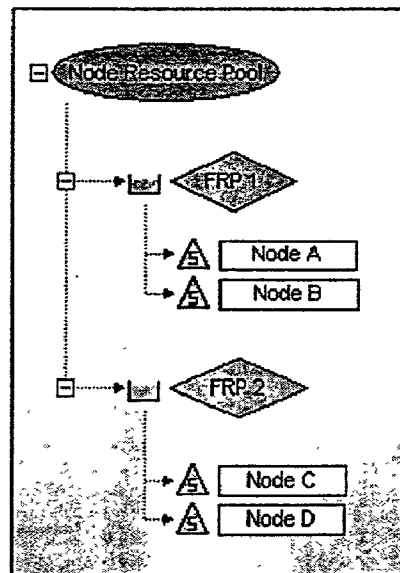 Node Resource Pool
FRP 1
S Node A
S Node B
FRP 2
S Node C
S Node D